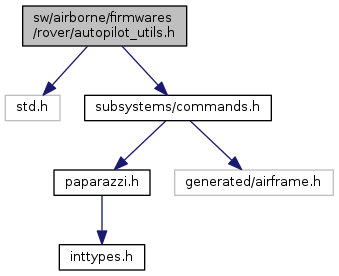 sw/airborne/firmwares
/rover/autopilot_utils.h
std.h
subsystems/commands.h
paparazzi.h
generated/airframe.h
inttypes.h